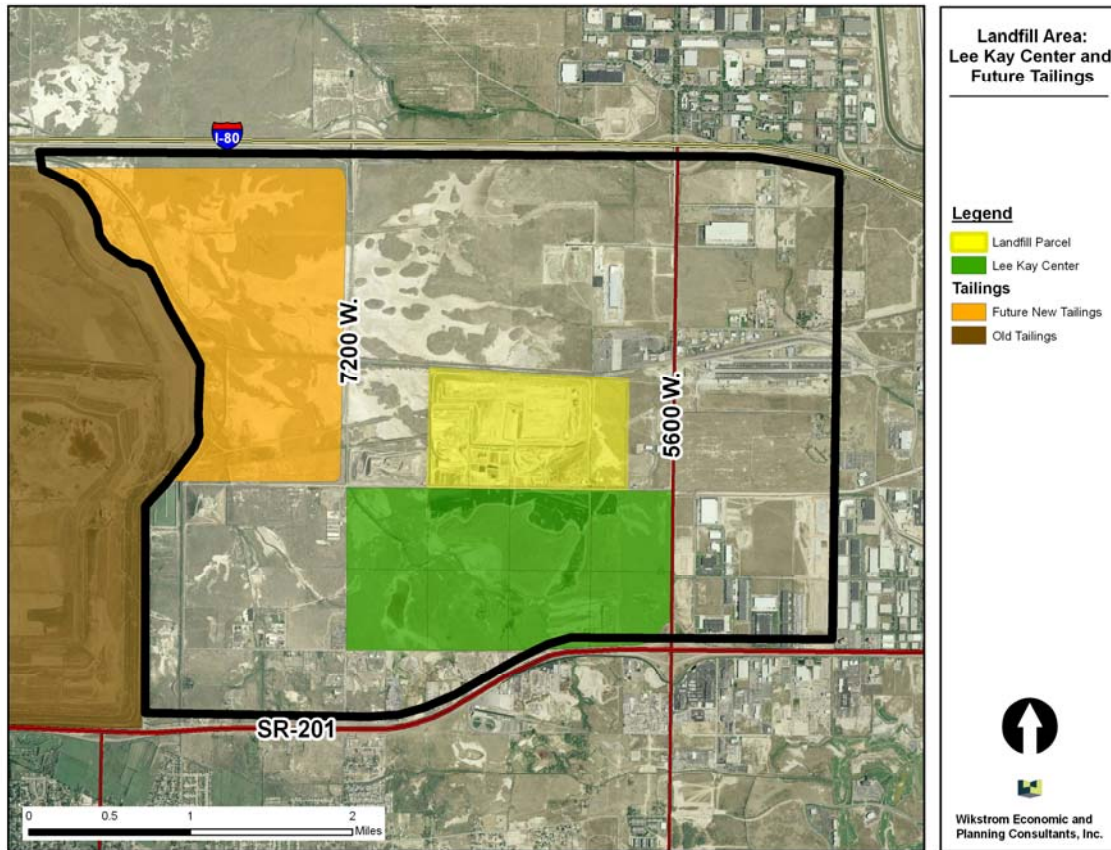 Landfill Area:
Lee Kay Center and
Future Tailings
I-80
7200 W.
5600 W.
SR-201
0 0.5 1 2
Miles
Legend
Landfill Parcel
Lee Kay Center
Tailings
Future New Tailings
Old Tailings
Wikstrom Economic and
Planning Consultants, Inc.